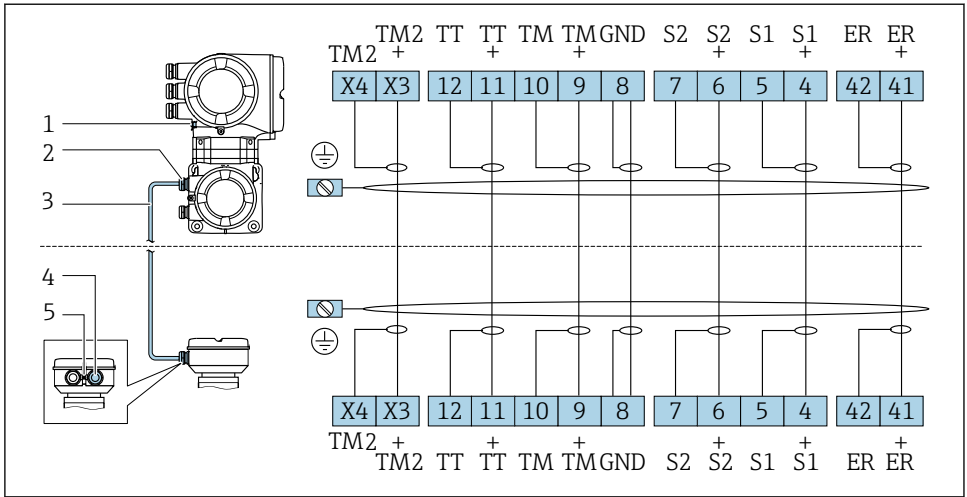 TM2 TT TT TM TM GND S2 S2 S1 S1 ER ER
TM2 + + + + + +
X4 X3 12 11 10 9 8 7 6 5 4 42 41
1
2
3
4
5
X4 X3 12 11 10 9 8 7 6 5 4 42 41
TM2 + + + + + +
TM2 TT TT TM TM GND S2 S2 S1 S1 ER ER